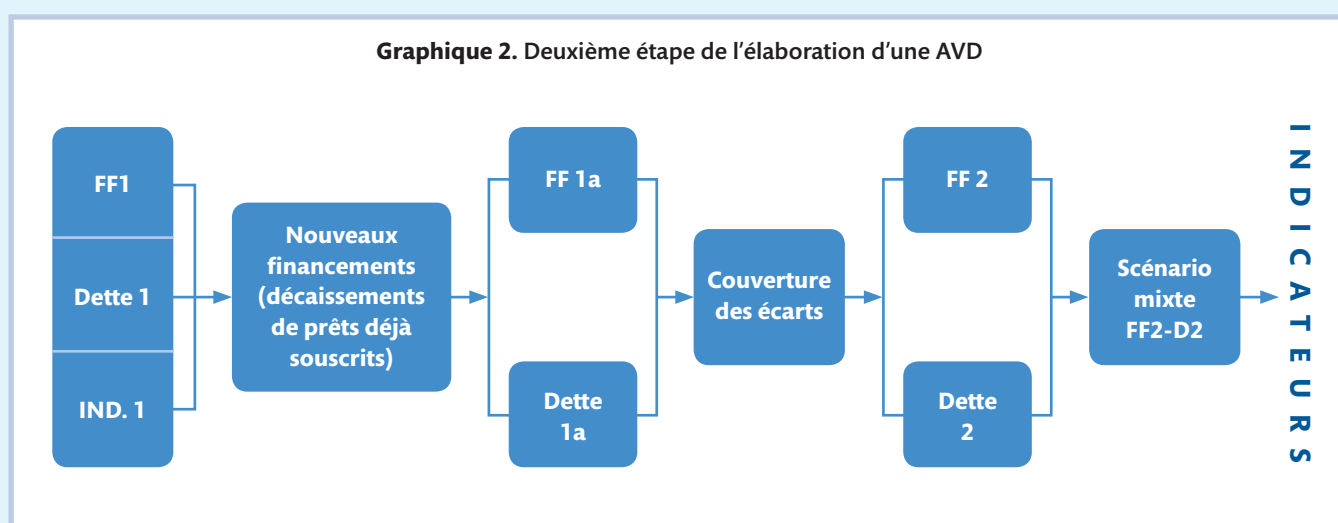 Graphique 2. Deuxième étape de l'élaboration d'une AVD
FF1
Dette 1
IND. 1
Nouveaux
financements
(décaissements
de prêts déjà
souscrits)
FF 1a
Dette
1a
Couverture
des écarts
FF 2
Dette
2
Scénario
mixte
FF2-D2
INDICATEURS